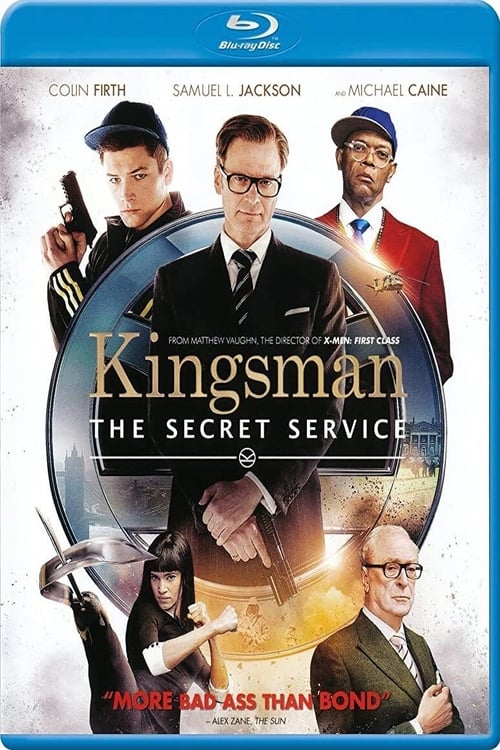 Blu-ray Disc
COLIN FIRTH SAMUEL L. JACKSON AND MICHAEL CAINE
FROM MATTHEW VAUGHN, THE DIRECTOR OF X-MEN: FIRST CLASS
Kingsman
THE SECRET SERVICE
"MORE BAD ASS THAN BOND"
– ALEX ZANE, THE SUN